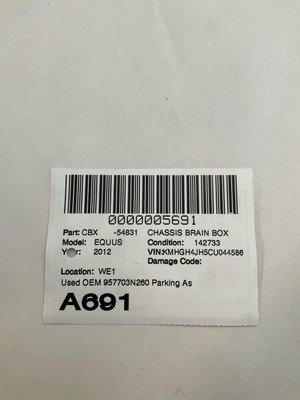 0000005691
Part: CBX -54831 CHASSIS BRAIN BOX
Model: EQUUS Condition: 142733
Year: 2012 VIN:KMHGH4JH5CU044586
Damage Code:
Location: WE1
Used OEM 957703N260 Parking As
A691